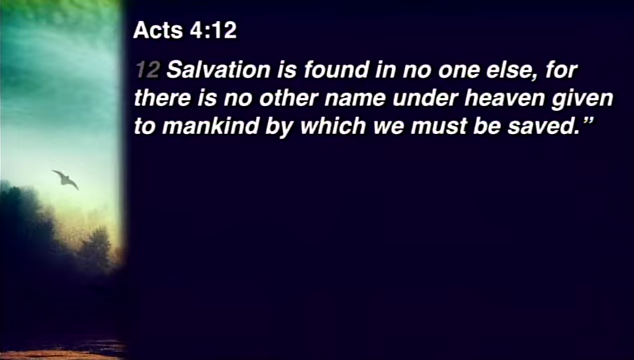 Acts 4:12
12 Salvation is found in no one else, for
there is no other name under heaven given
to mankind by which we must be saved.”